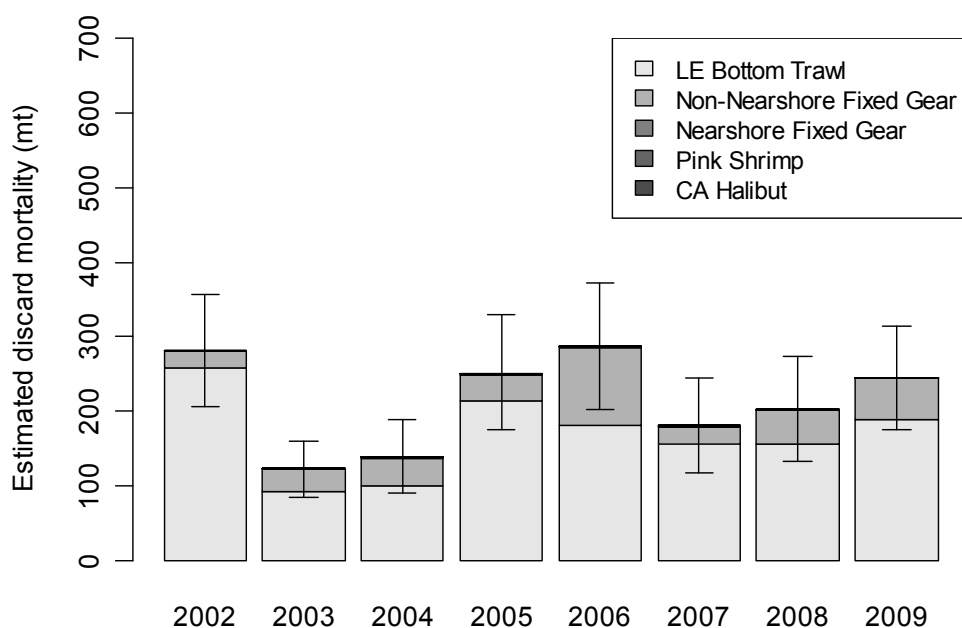 Estimated discard mortality (mt)
700
600
500
400
300
200
100
0
LE Bottom Trawl
Non-Nearshore Fixed Gear
Nearshore Fixed Gear
Pink Shrimp
CA Halibut
2002 2003 2004 2005 2006 2007 2008 2009